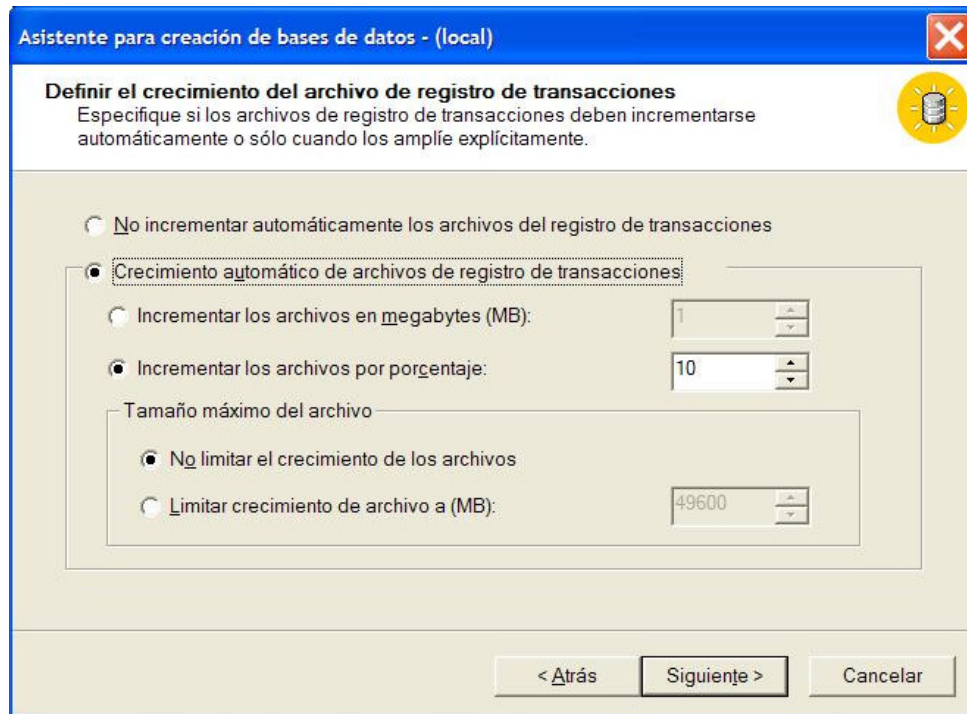 Asistente para creación de bases de datos - (local)
Definir el crecimiento del archivo de registro de transacciones
Especifique si los archivos de registro de transacciones deben incrementarse
automáticamente o sólo cuando los amplíe explícitamente.
No incrementar automáticamente los archivos del registro de transacciones
Crecimiento automático de archivos de registro de transacciones
Incrementar los archivos en megabytes (MB): 1
Incrementar los archivos por porcentaje: 10
Tamaño máximo del archivo
No limitar el crecimiento de los archivos
Limitar crecimiento de archivo a (MB): 49600
< Atrás Siguiente > Cancelar